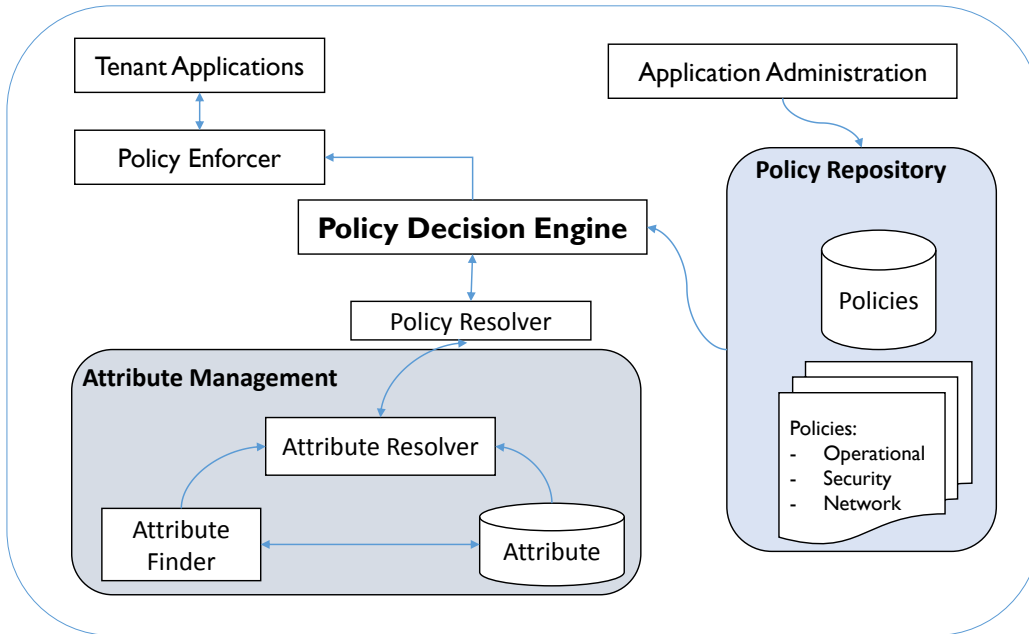 Tenant Applications
Application Administration
Policy Enforcer
Policy Repository
Policy Decision Engine
Policies
Policy Resolver
Attribute Management
Attribute Resolver
Policies:
- Operational
- Security
- Network
Attribute
Finder
Attribute